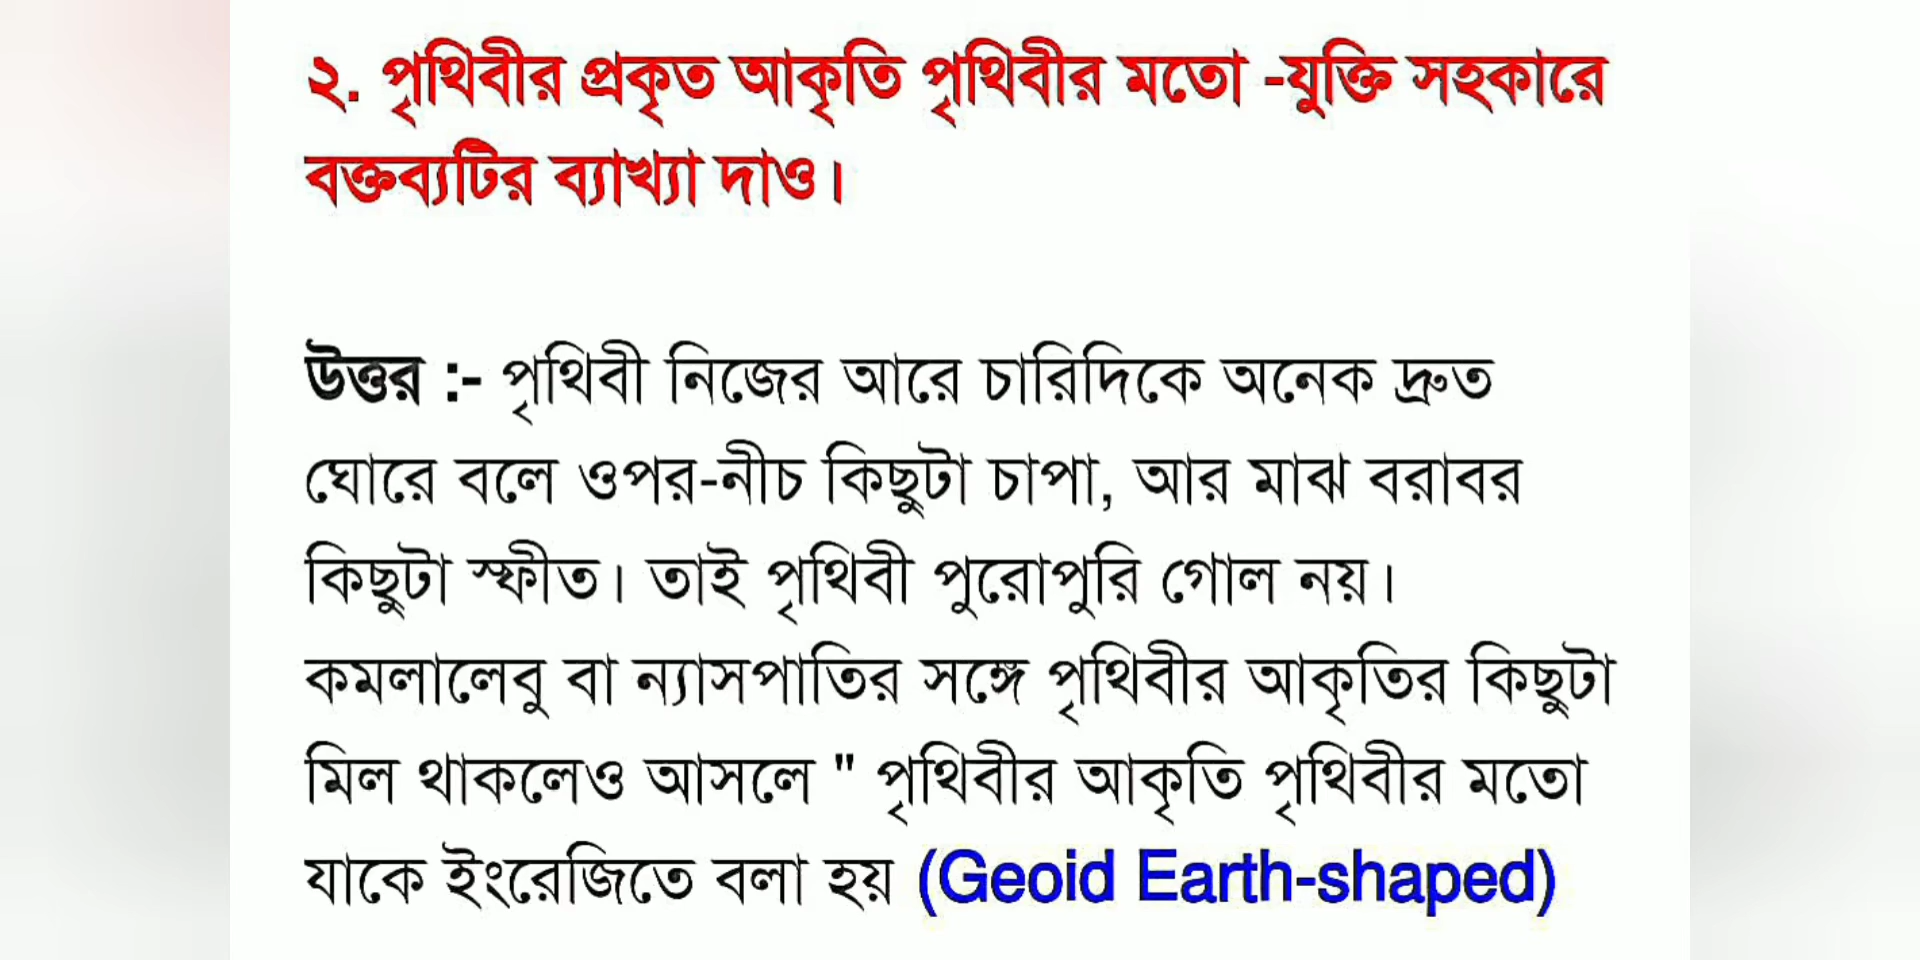 ২. পৃথিবীর প্রকৃত আকৃতি পৃথিবীর মতো -যুক্তি সহকারে
বক্তব্যটির ব্যাখ্যা দাও।
উত্তর :- পৃথিবী নিজের আরে চারিদিকে অনেক দ্রুত
ঘোরে বলে ওপর-নীচ কিছুটা চাপা, আর মাঝ বরাবর
কিছুটা স্ফীত। তাই পৃথিবী পুরোপুরি গোল নয়।
কমলালেবু বা ন্যাসপাতির সঙ্গে পৃথিবীর আকৃতির কিছুটা
মিল থাকলেও আসলে " পৃথিবীর আকৃতি পৃথিবীর মতো
যাকে ইংরেজিতে বলা হয় (Geoid Earth-shaped)